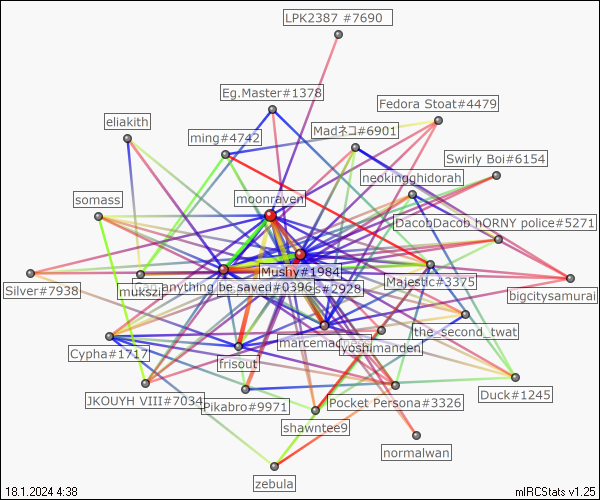 LPK2387 #7690
Eg.Master#1378
Fedora Stoat#4479
eliakith
ming#4742
Madネコ#6901
Swirly Boi#6154
neokingghidorah
somass
moonraven
DacobDacob hORNY police#5271
Mushy#1984
Silver#7938
mukszi
anything be saved#0396
#2928
Majestic#3375
bigcitysamurai
the_second_twat
Cypha#1717
frisout
yoshimanden
JKOUYH VIII#7034
Pikabro#9971
Pocket Persona#3326
Duck#1245
shawntee9
normalwan
zebula
18.1.2024 4:38
mIRCStats v1.25